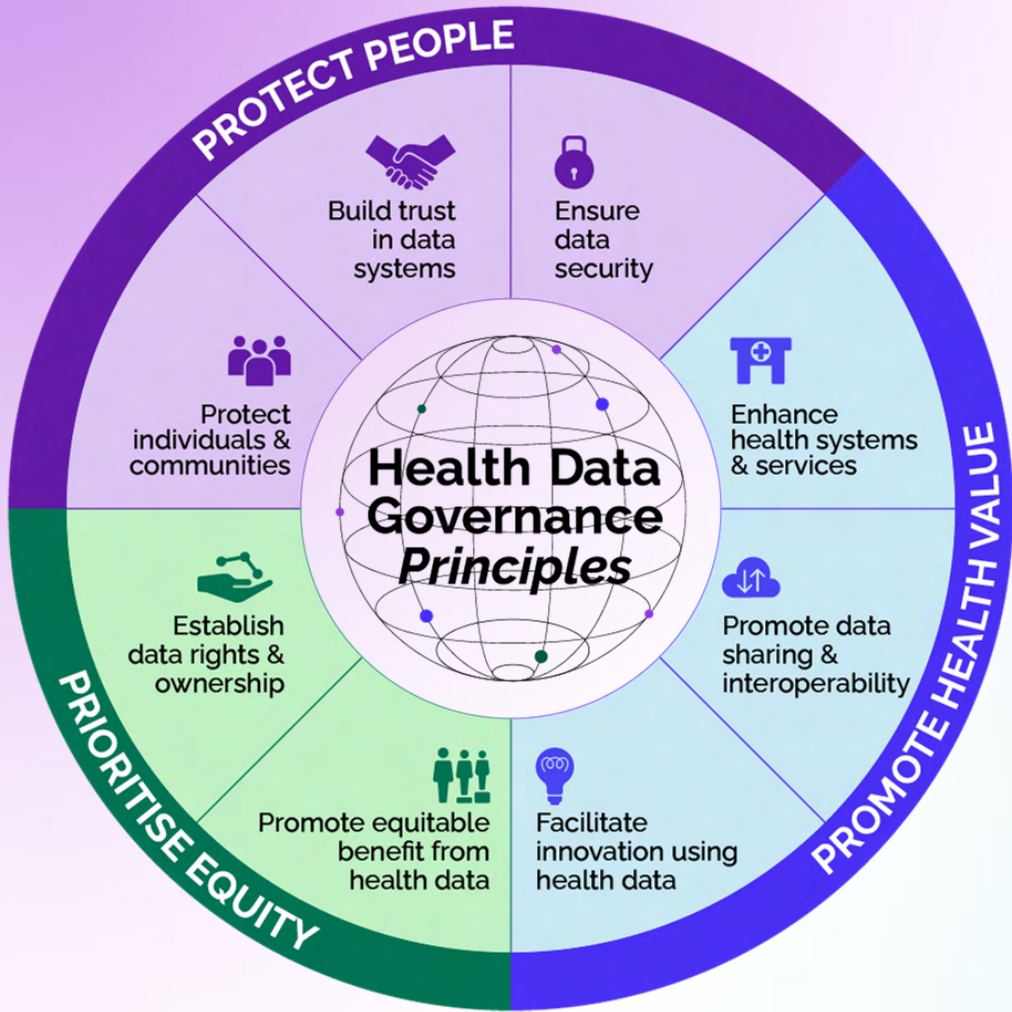 PROTECT PEOPLE
Build trust
in data
systems
Ensure
data
security
Protect
individuals &
communities
Enhance
health systems
& services
Health Data
Governance
Principles
Establish
data rights &
ownership
Promote data
sharing &
interoperability
Promote equitable
benefit from
health data
Facilitate
innovation using
health data
PRIORITISE EQUITY
PROMOTE HEALTH VALUE